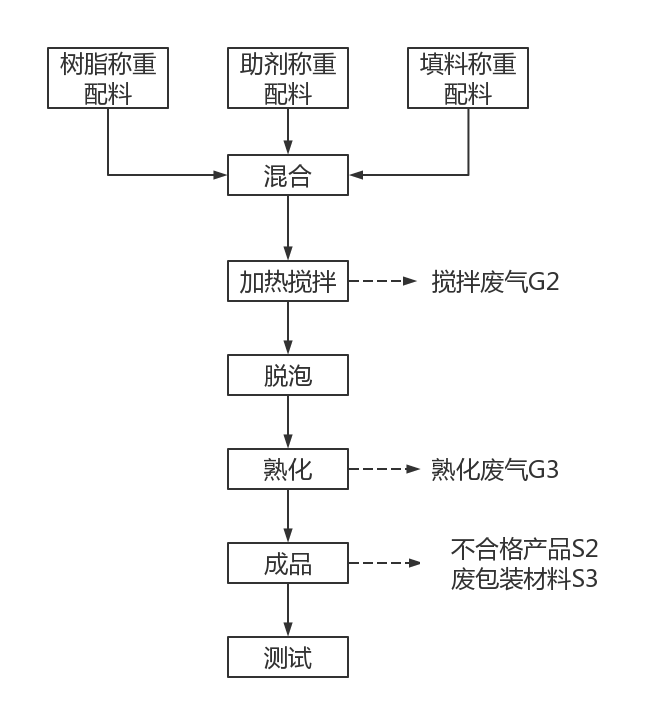 树脂称重
配料
助剂称重
配料
填料称重
配料
混合
加热搅拌
搅拌废气G2
脱泡
熟化
熟化废气G3
成品
不合格产品S2
废包装材料S3
测试